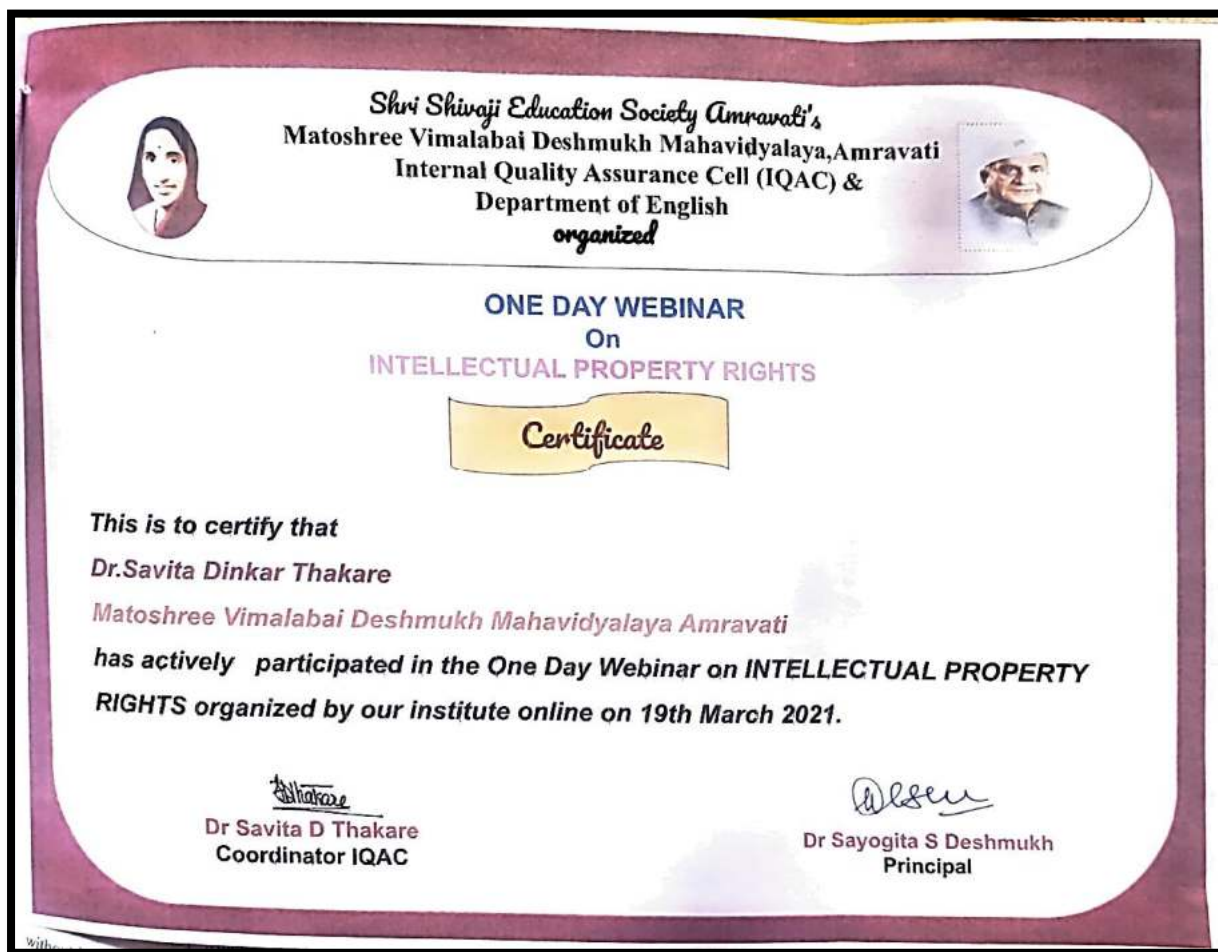 Shri Shivaji Education Society Amravati's
Matoshree Vimalabai Deshmukh Mahavidyalaya,Amravati
Internal Quality Assurance Cell (IQAC) &
Department of English
organized
ONE DAY WEBINAR
On
INTELLECTUAL PROPERTY RIGHTS
Certificate
This is to certify that
Dr.Savita Dinkar Thakare
Matoshree Vimalabai Deshmukh Mahavidyalaya Amravati
has actively participated in the One Day Webinar on INTELLECTUAL PROPERTY
RIGHTS organized by our institute online on 19th March 2021.
Dr Savita D Thakare
Coordinator IQAC
Dr Sayogita S Deshmukh
Principal